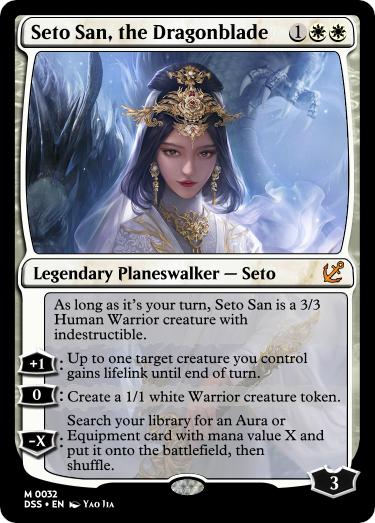 Seto San, the Dragonblade 1
Legendary Planeswalker — Seto
As long as it's your turn, Seto San is a 3/3
Human Warrior creature with
indestructible.
+1: Up to one target creature you control
gains lifelink until end of turn.
0: Create a 1/1 white Warrior creature token.
Search your library for an Aura or
-X: Equipment card with mana value X and
put it onto the battlefield, then
shuffle.
3
M 0032
DSS • EN Yao Jia